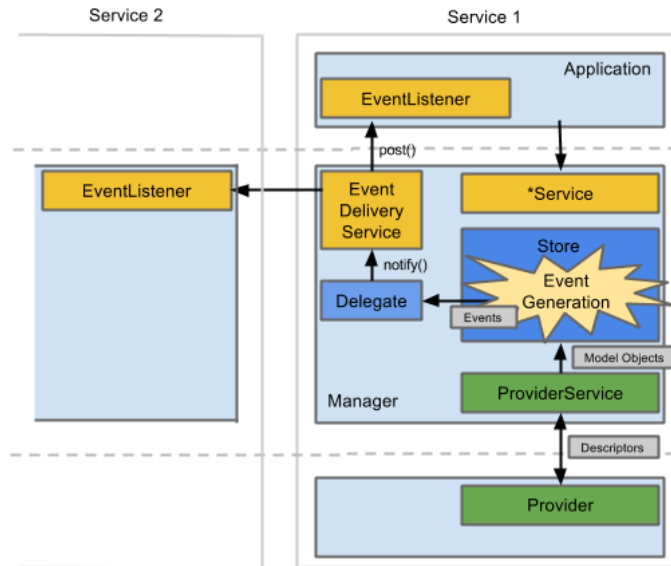 Service 2
Service 1
Application
EventListener
post()
EventListener
Event
Delivery
Service
*Service
Store
Event
Generation
notify()
Delegate
Events
Model Objects
Manager
ProviderService
Descriptors
Provider